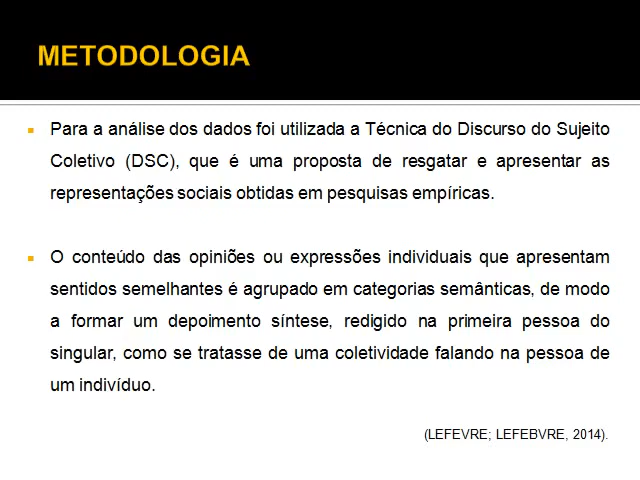 METODOLOGIA
Para a análise dos dados foi utilizada a Técnica do Discurso do Sujeito
Coletivo (DSC), que é uma proposta de resgatar e apresentar as
representações sociais obtidas em pesquisas empíricas.
O conteúdo das opiniões ou expressões individuais que apresentam
sentidos semelhantes é agrupado em categorias semânticas, de modo
a formar um depoimento síntese, redigido na primeira pessoa do
singular, como se tratasse de uma coletividade falando na pessoa de
um indivíduo.
(LEFEVRE; LEFEBVRE, 2014).